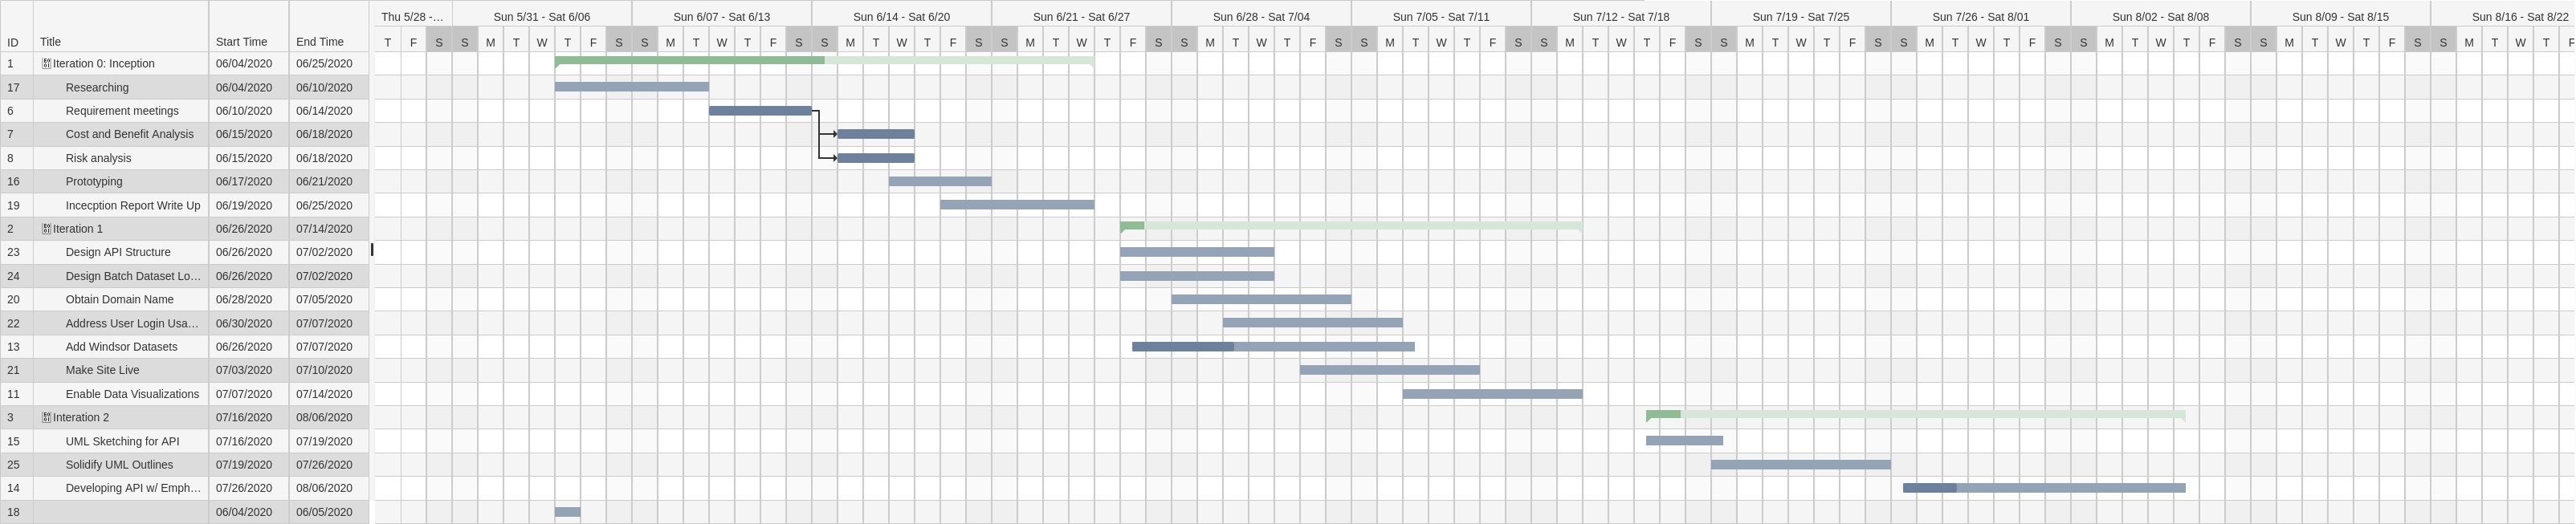 Thu 5/28 -... Sun 5/31 - Sat 6/06 Sun 6/07 - Sat 6/13 Sun 6/14 - Sat 6/20 Sun 6/21 - Sat 6/27 Sun 6/28 - Sat 7/04 Sun 7/05 - Sat 7/11 Sun 7/12 - Sat 7/18 Sun 7/19 - Sat 7/25 Sun 7/26 - Sat 8/01 Sun 8/02 - Sat 8/08 Sun 8/09 - Sat 8/15 Sun 8/16 - Sat 8/22
ID Title Start Time End Time T F S S M T W T F S S M T W T F S S M T W T F S S M T W T F S S M T W T F S S M T W T F S S M T W T F S S M T W T F S S M T W T F S S M T W T F S S M T W T F S S M T W T F S S M T W T F
1 Iteration 0: Inception 06/04/2020 06/25/2020
17 Researching 06/04/2020 06/10/2020
6 Requirement meetings 06/10/2020 06/14/2020
7 Cost and Benefit Analysis 06/15/2020 06/18/2020
8 Risk analysis 06/15/2020 06/18/2020
16 Prototyping 06/17/2020 06/21/2020
19 Incecption Report Write Up 06/19/2020 06/25/2020
2 Iteration 1 06/26/2020 07/14/2020
23 Design API Structure 06/26/2020 07/02/2020
24 Design Batch Dataset Lo... 06/26/2020 07/02/2020
20 Obtain Domain Name 06/28/2020 07/05/2020
22 Address User Login Usa... 06/30/2020 07/07/2020
13 Add Windsor Datasets 06/26/2020 07/07/2020
21 Make Site Live 07/03/2020 07/10/2020
11 Enable Data Visualizations 07/07/2020 07/14/2020
3 Interation 2 07/16/2020 08/06/2020
15 UML Sketching for API 07/16/2020 07/19/2020
25 Solidify UML Outlines 07/19/2020 07/26/2020
14 Developing API w/ Emph... 07/26/2020 08/06/2020
18 06/04/2020 06/05/2020